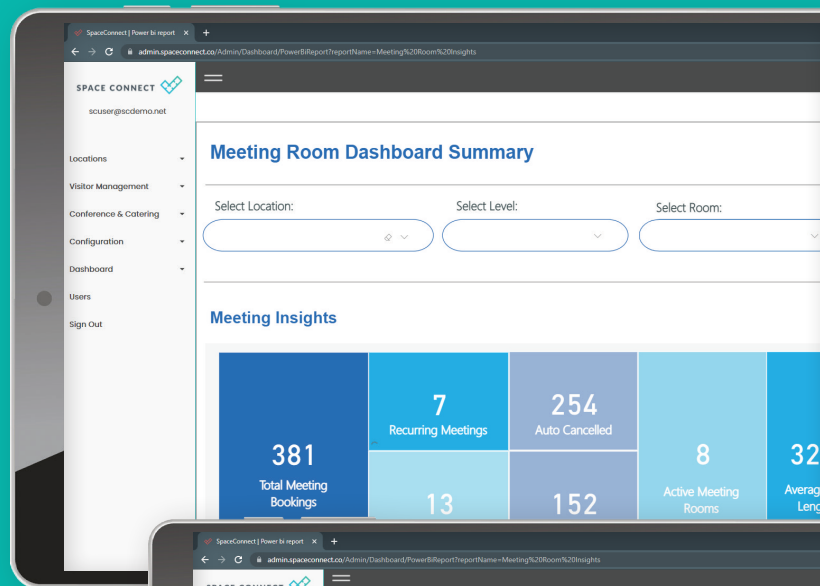 SpaceConnect | Power bi report
admin.spaceconnect.co/Admin/Dashboard/PowerBiReport?reportName=Meeting%20Room%20Insights
SPACE CONNECT
scuser@scdemo.net
Locations
Visitor Management
Conference & Catering
Configuration
Dashboard
Users
Sign Out
Meeting Room Dashboard Summary
Select Location:
Select Level:
Select Room:
Meeting Insights
381
Total Meeting
Bookings
7
Recurring Meetings
13
254
Auto Cancelled
152
8
Active Meeting
Rooms
32
SpaceConnect | Power bi report
admin.spaceconnect.co/Admin/Dashboard/PowerBiReport?reportName=Meeting%20Room%20Insights
SPACE CONNECT